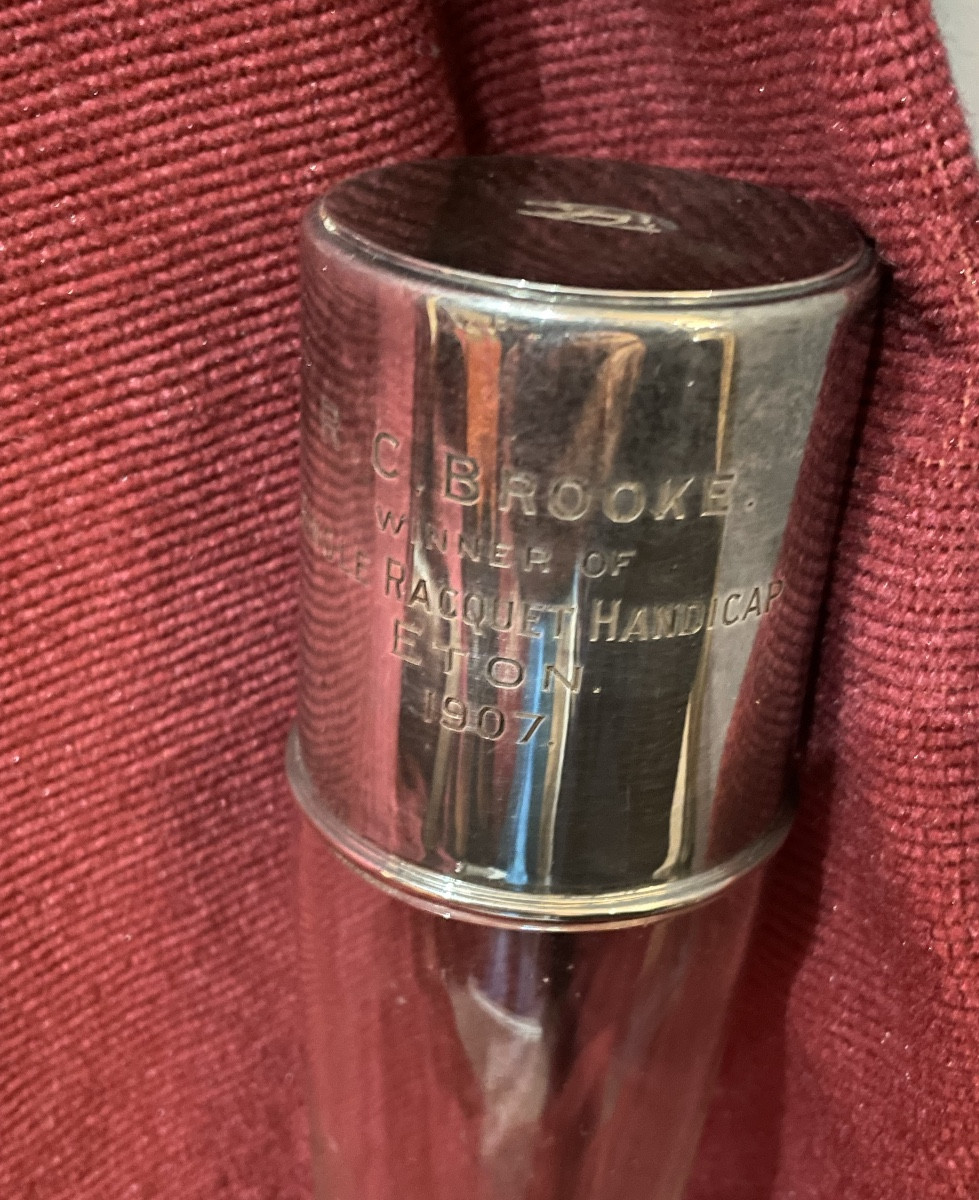 R C. BROOKE.
WINNER OF
RACQUET HANDICAP
ETON.
1907.